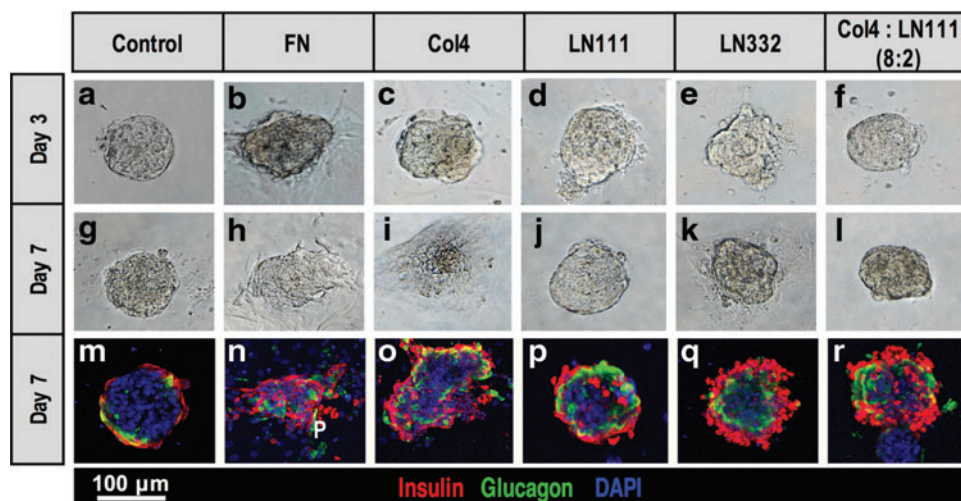 Control FN Col4 LN111 LN332 Col4 : LN111
(8:2)
Day 3
a b c d e f
Day 7
g h i j k l
Day 7
m n o p q r
P
100 µm Insulin Glucagon DAPI